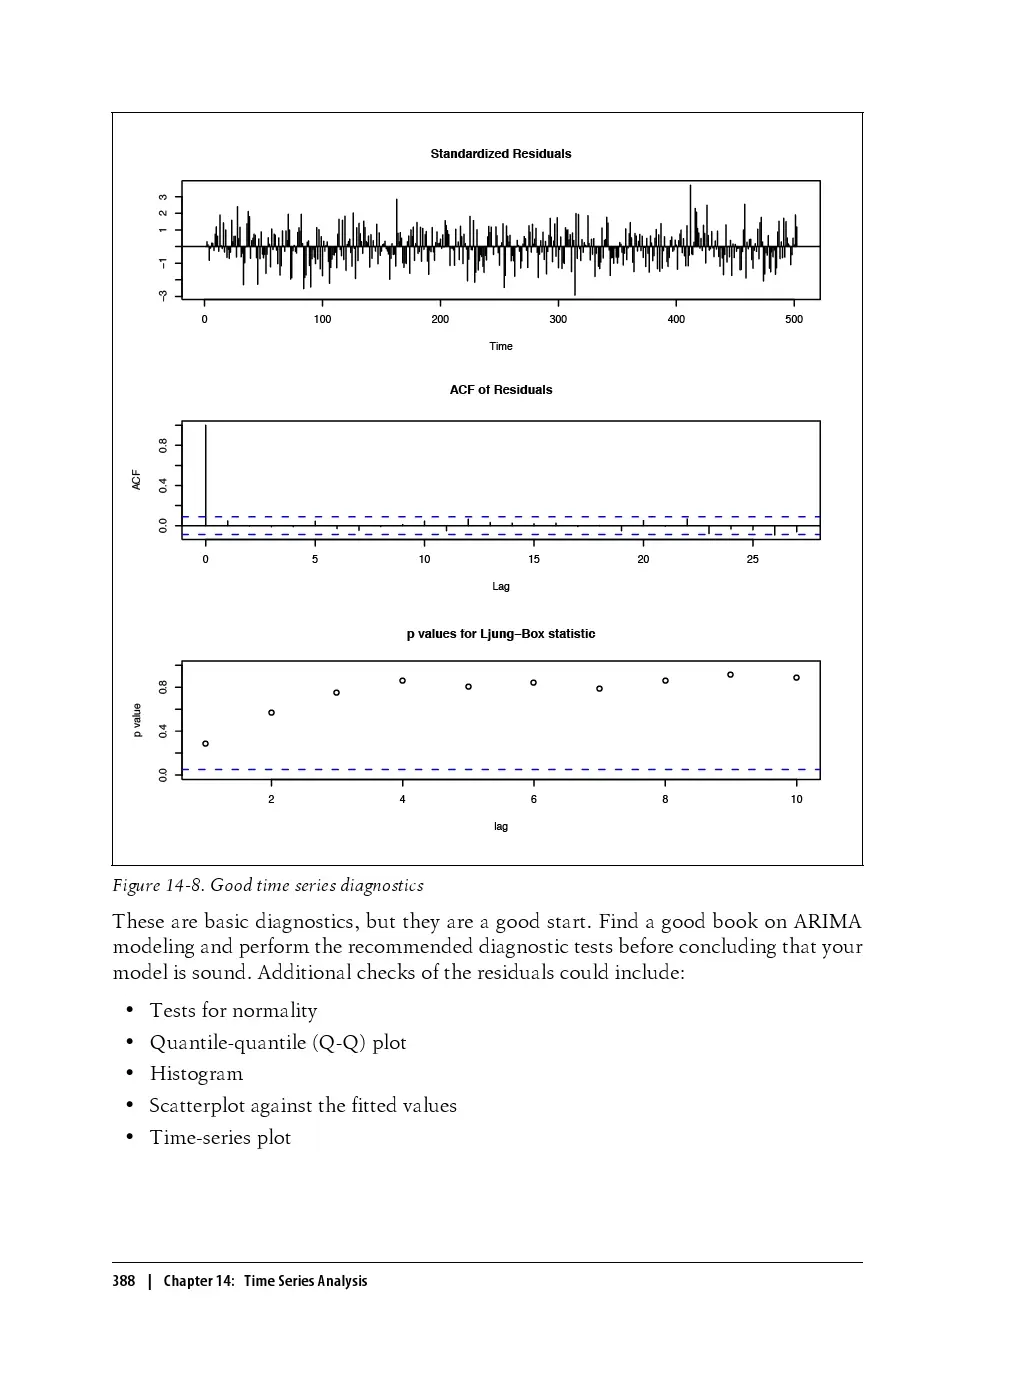 Standardized Residuals
3
2
1
−1
−3
0 100 200 300 400 500
Time
ACF of Residuals
ACF
0.8
0.4
0.0
0 5 10 15 20 25
Lag
p values for Ljung−Box statistic
p value
0.8
0.4
0.0
2 4 6 8 10
lag
Figure 14-8. Good time series diagnostics
These are basic diagnostics, but they are a good start. Find a good book on ARIMA
modeling and perform the recommended diagnostic tests before concluding that your
model is sound. Additional checks of the residuals could include:
• Tests for normality
• Quantile-quantile (Q-Q) plot
• Histogram
• Scatterplot against the fitted values
• Time-series plot
388 | Chapter 14: Time Series Analysis